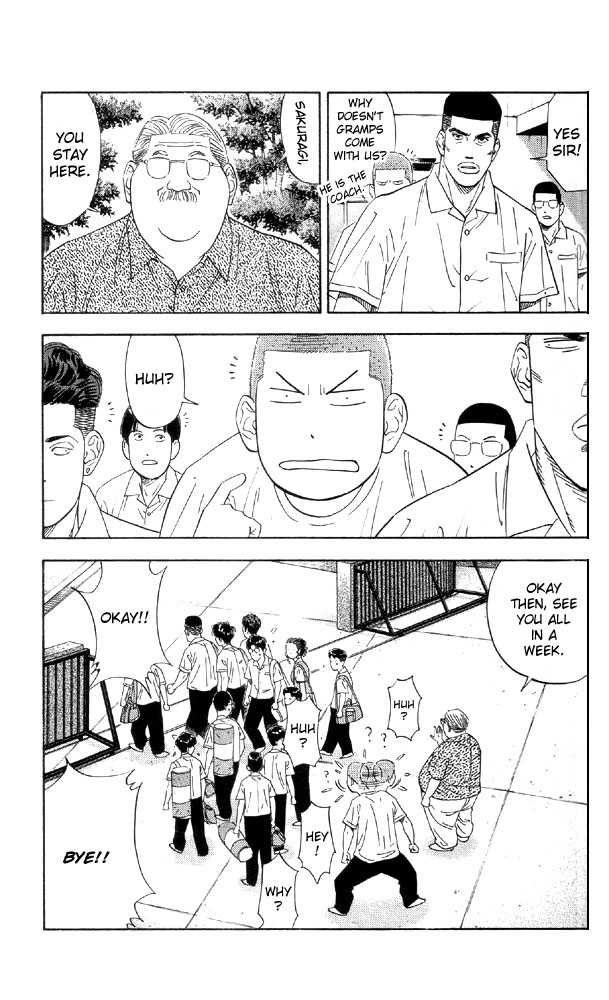 YES
SIR!
WHY
DOESN'T
GRAMPS
COME
WITH US?
HE IS THE
COACH.
SAKURAGI,
YOU
STAY
HERE.
HUH?
OKAY
THEN, SEE
YOU ALL
IN A
WEEK.
OKAY!!
HUH
?
?
?
?
HUH
?
HEY
!
WHY
?
BYE!!